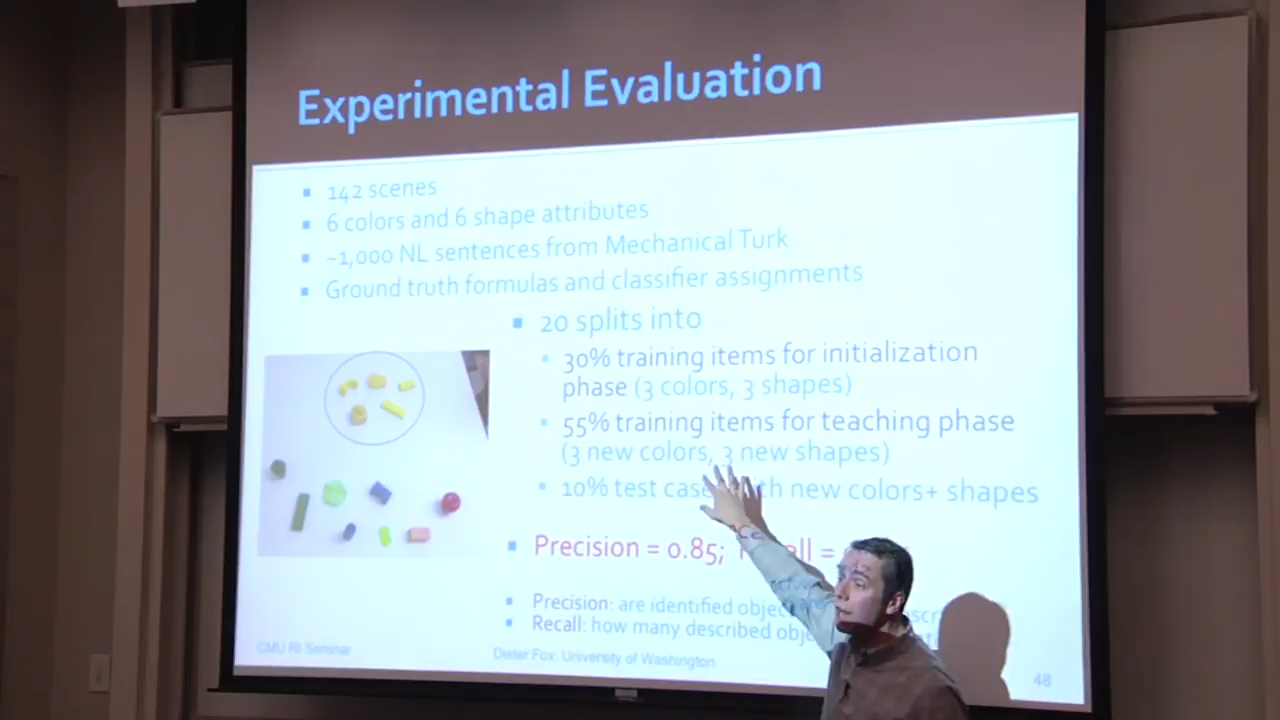 Experimental Evaluation
142 scenes
6 colors and 6 shape attributes
~1,000 NL sentences from Mechanical Turk
Ground truth formulas and classifier assignments
20 splits into
30% training items for initialization
phase (3 colors, 3 shapes)
55% training items for teaching phase
(3 new colors, 3 new shapes)
10% test new colors+ shapes
Precision = 0.85; =
Precision: are identified
Recall: how many described
CMU RI Seminar
Dieter Fox: University of Washington
48